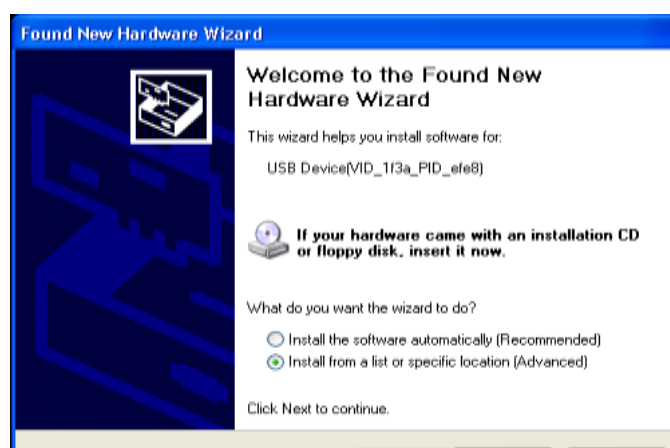 Found New Hardware Wizard
Welcome to the Found New
Hardware Wizard
This wizard helps you install software for:
USB Device(VID_1f3a_PID_efe8)
If your hardware came with an installation CD
or floppy disk, insert it now.
What do you want the wizard to do?
Install the software automatically (Recommended)
Install from a list or specific location (Advanced)
Click Next to continue.